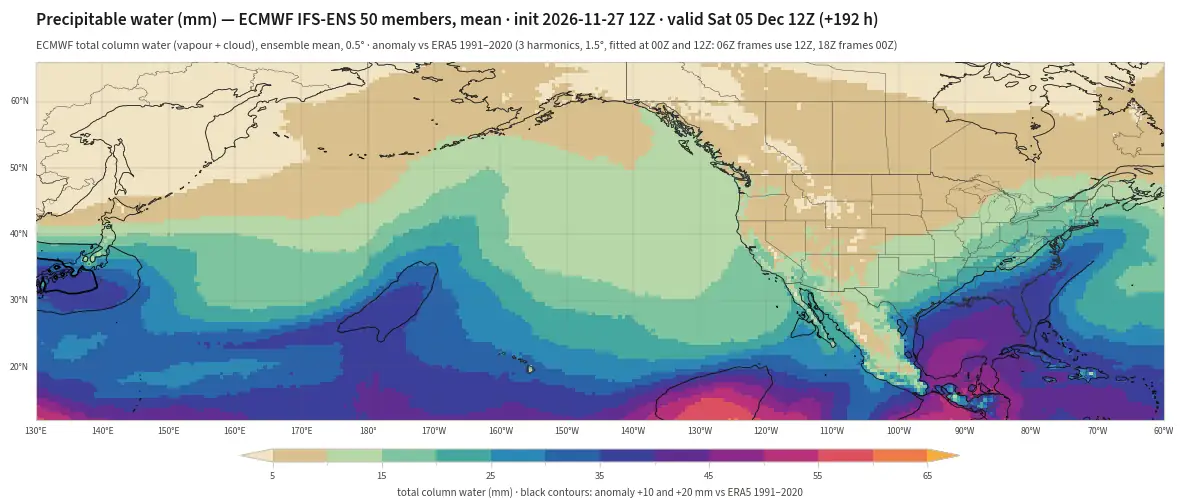 Precipitable water (mm) — ECMWF IFS-ENS 50 members, mean · init 2026-11-27 12Z · valid Sat 05 Dec 12Z (+192 h)
ECMWF total column water (vapour + cloud), ensemble mean, 0.5° · anomaly vs ERA5 1991–2020 (3 harmonics, 1.5°, fitted at 00Z and 12Z: 06Z frames use 12Z, 18Z frames 00Z)
60°N
50°N
40°N
30°N
20°N
130°E 140°E 150°E 160°E 170°E 180° 170°W 160°W 150°W 140°W 130°W 120°W 110°W 100°W 90°W 80°W 70°W 60°W
5 15 25 35 45 55 65
total column water (mm) · black contours: anomaly +10 and +20 mm vs ERA5 1991–2020